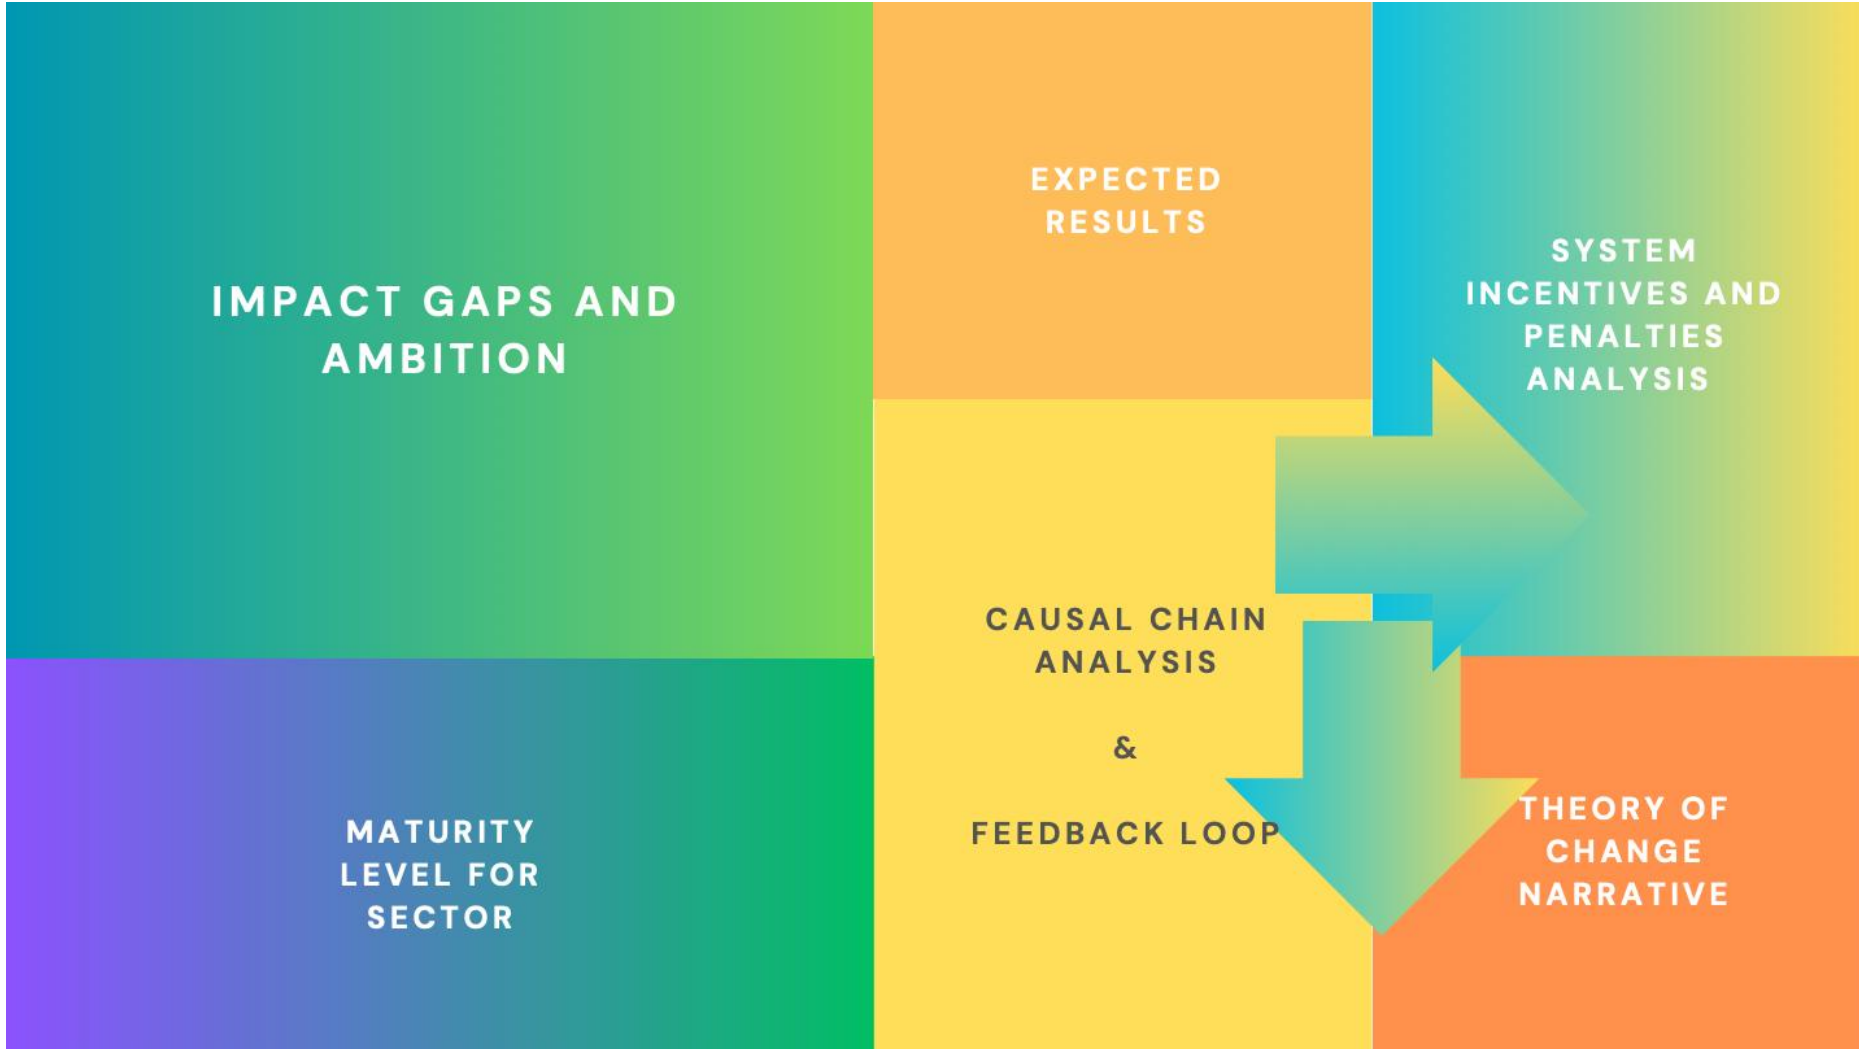 IMPACT GAPS AND
AMBITION
EXPECTED
RESULTS
SYSTEM
INCENTIVES AND
PENALTIES
ANALYSIS
MATURITY
LEVEL FOR
SECTOR
CAUSAL CHAIN
ANALYSIS
&
FEEDBACK LOOP
THEORY OF
CHANGE
NARRATIVE